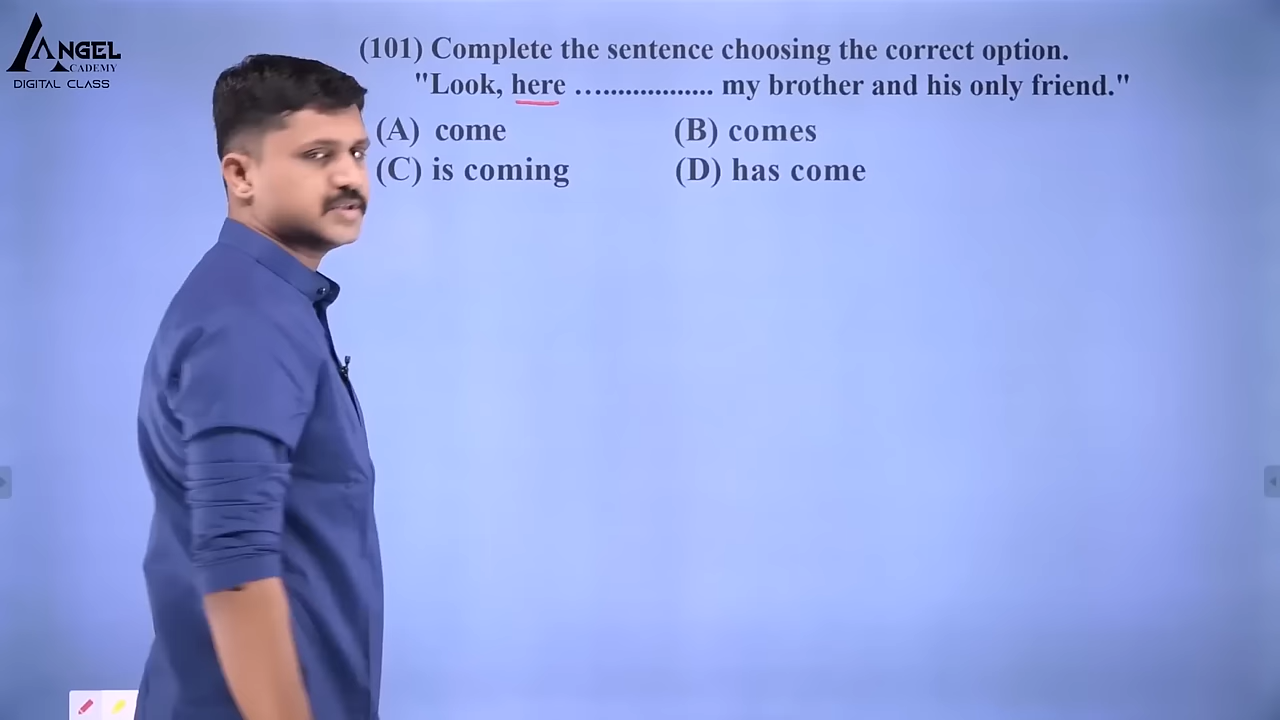 ANGEL
ACADEMY
DIGITAL CLASS
(101) Complete the sentence choosing the correct option.
"Look, here .................. my brother and his only friend."
(A) come (B) comes
(C) is coming (D) has come